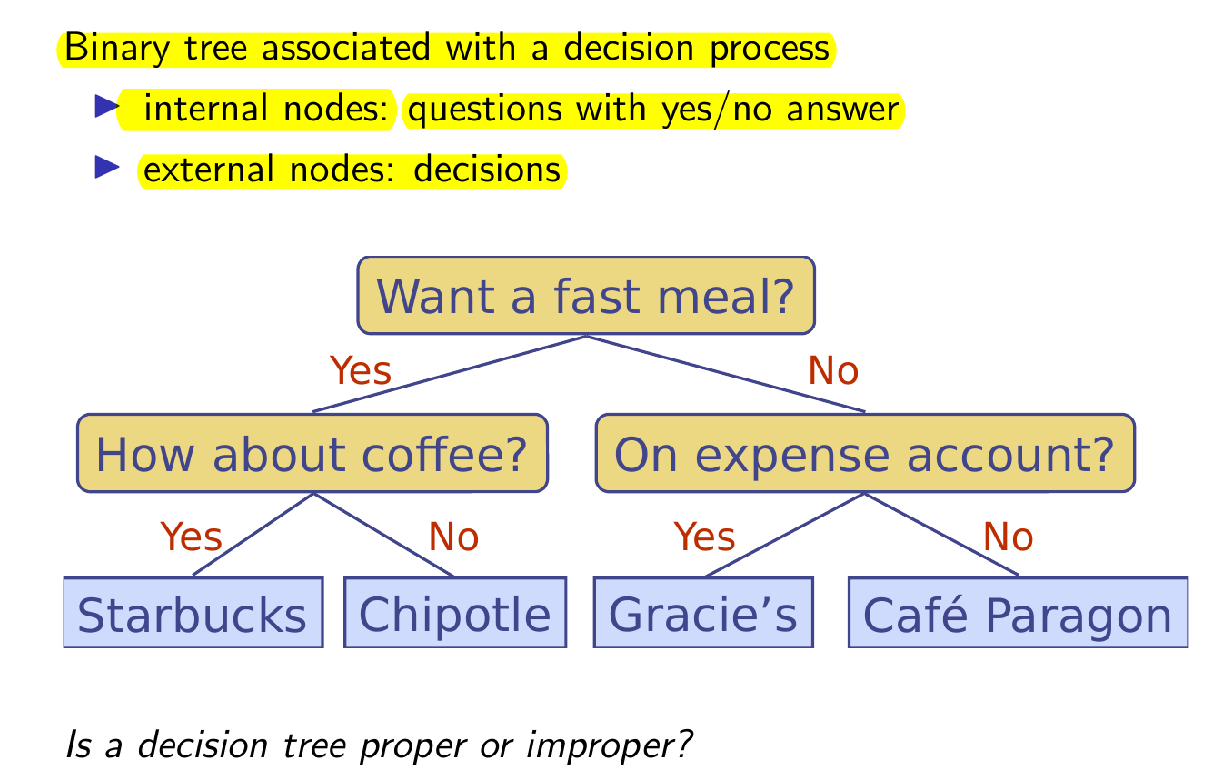 Binary tree associated with a decision process
internal nodes: questions with yes/no answer
external nodes: decisions
Want a fast meal?
Yes No
How about coffee? On expense account?
Yes No Yes No
Starbucks Chipotle Gracie’s Café Paragon
Is a decision tree proper or improper?